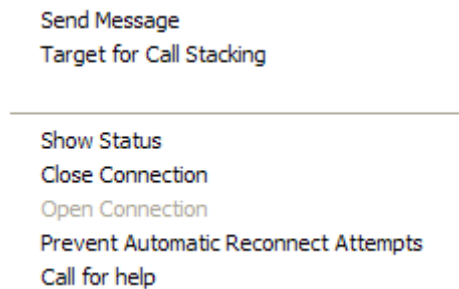 Send Message
Target for Call Stacking
Show Status
Close Connection
Open Connection
Prevent Automatic Reconnect Attempts
Call for help